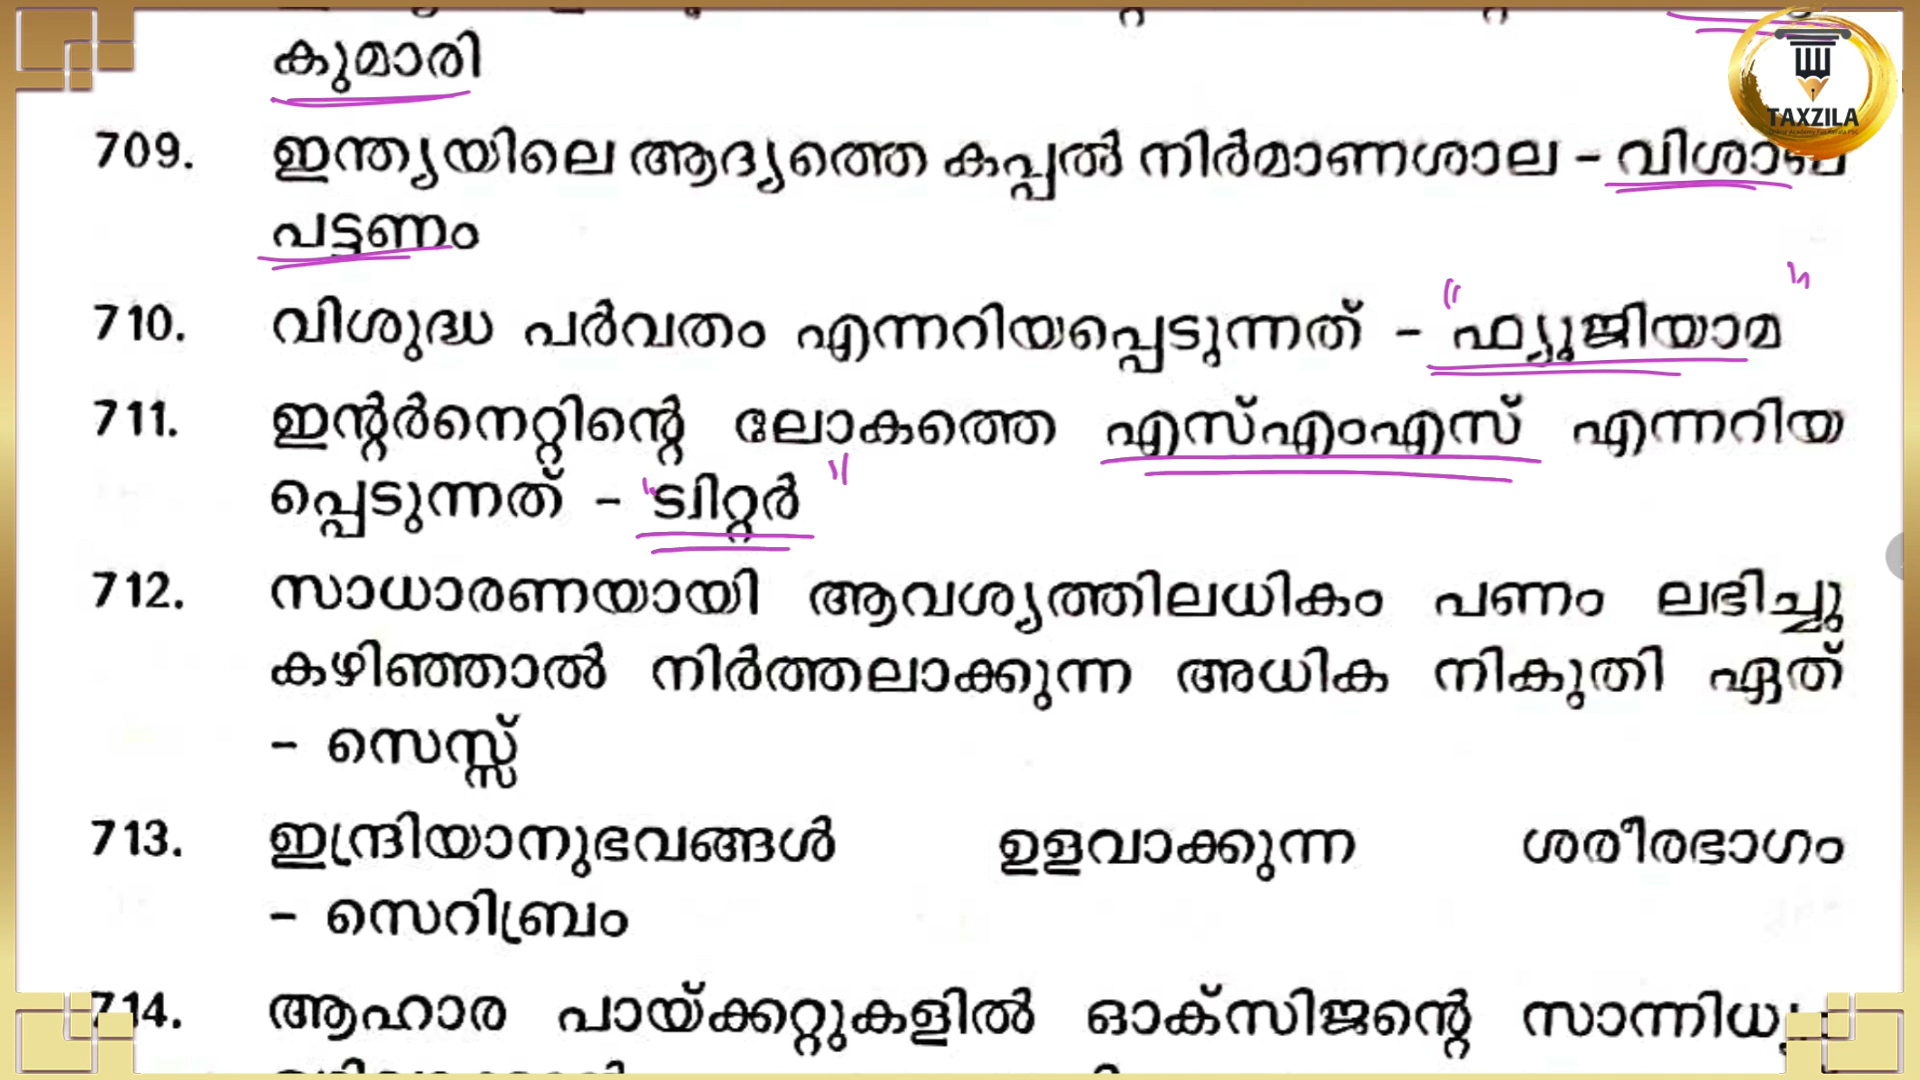 കുമാരി
TAXZILA
709. ഇന്ത്യയിലെ ആദ്യത്തെ കപ്പൽ നിർമാണശാല – വിശാഖ
പട്ടണം
710. വിശുദ്ധ പർവതം എന്നറിയപ്പെടുന്നത് – ഫ്യൂജിയാമ
711. ഇന്റർനെറ്റിന്റെ ലോകത്തെ എസ്എംഎസ് എന്നറിയ
പ്പെടുന്നത് – ട്വിറ്റർ
712. സാധാരണയായി ആവശ്യത്തിലധികം പണം ലഭിച്ചു
കഴിഞ്ഞാൽ നിർത്തലാക്കുന്ന അധിക നികുതി ഏത്
– സെസ്സ്
713. ഇന്ദ്രിയാനുഭവങ്ങൾ ഉളവാക്കുന്ന ശരീരഭാഗം
– സെറിബ്രം
714. ആഹാര പായ്ക്കറ്റുകളിൽ ഓക്സിജന്റെ